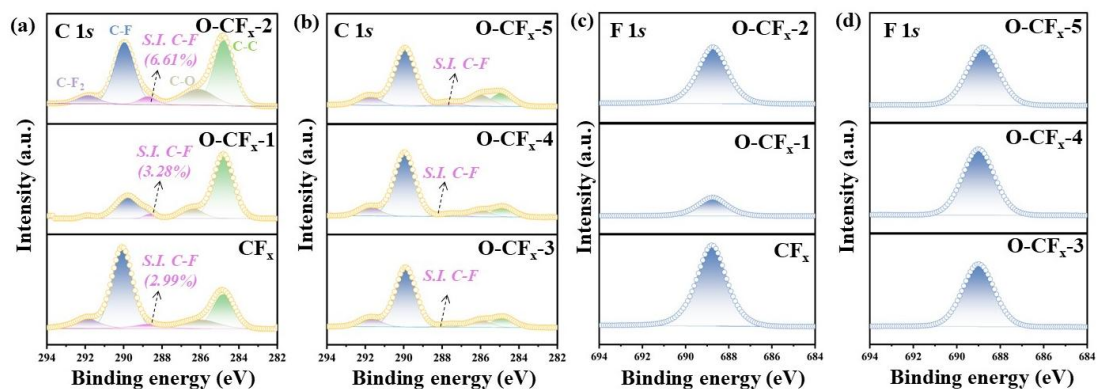 (a)
C 1s
O-CFₓ-2
C-F
S.I. C-F
(6.61%)
C-C
C-F₂
C-O
O-CFₓ-1
S.I. C-F
(3.28%)
CFₓ
S.I. C-F
(2.99%)
Intensity (a.u.)
294 292 290 288 286 284 282
Binding energy (eV)
(b)
C 1s
O-CFₓ-5
S.I. C-F
O-CFₓ-4
S.I. C-F
O-CFₓ-3
S.I. C-F
Intensity (a.u.)
294 292 290 288 286 284 282
Binding energy (eV)
(c)
F 1s
O-CFₓ-2
O-CFₓ-1
CFₓ
Intensity (a.u.)
694 692 690 688 686 684
Binding energy (eV)
(d)
F 1s
O-CFₓ-5
O-CFₓ-4
O-CFₓ-3
Intensity (a.u.)
694 692 690 688 686 684
Binding energy (eV)